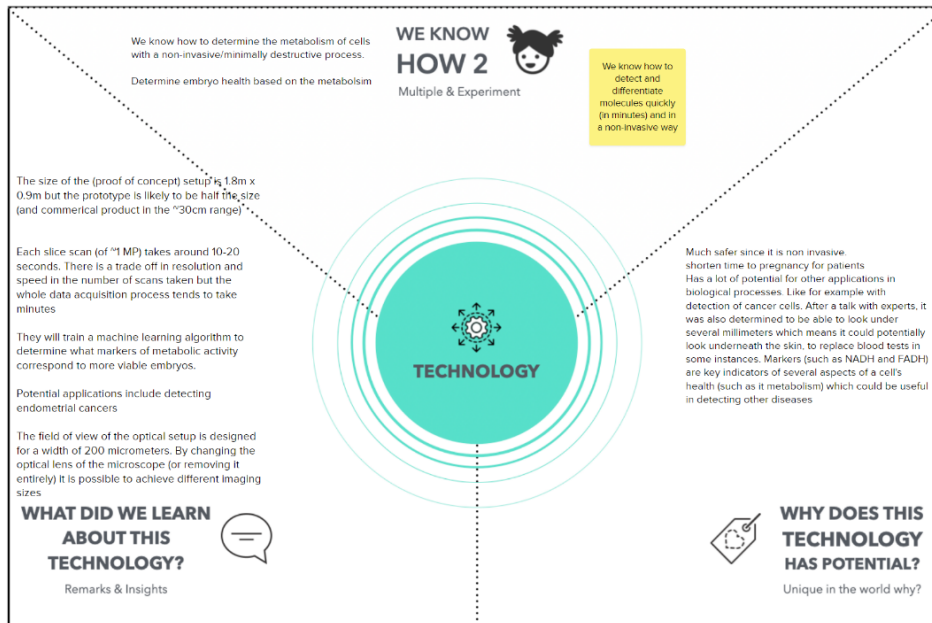 We know how to determine the metabolism of cells
with a non-invasive/minimally destructive process.
Determine embryo health based on the metabolsim
WE KNOW
HOW 2
Multiple & Experiment
We know how to
detect and
differentiate
molecules quickly
(in minutes) and in
a non-invasive way
The size of the (proof of concept) setup is 1.8m x
0.9m but the prototype is likely to be half the size
(and commerical product in the ~30cm range)
Each slice scan (of ~1 MP) takes around 10-20
seconds. There is a trade off in resolution and
speed in the number of scans taken but the
whole data acquisition process tends to take
minutes
They will train a machine learning algorithm to
determine what markers of metabolic activity
correspond to more viable embryos.
Potential applications include detecting
endometrial cancers
The field of view of the optical setup is designed
for a width of 200 micrometers. By changing the
optical lens of the microscope (or removing it
entirely) it is possible to achieve different imaging
sizes
WHAT DID WE LEARN
ABOUT THIS
TECHNOLOGY?
Remarks & Insights
TECHNOLOGY
Much safer since it is non invasive.
shorten time to pregnancy for patients
Has a lot of potential for other applications in
biological processes. Like for example with
detection of cancer cells. After a talk with experts, it
was also determined to be able to look under
several millimeters which means it could potentially
look underneath the skin, to replace blood tests in
some instances. Markers (such as NADH and FADH)
are key indicators of several aspects of a cell's
health (such as it metabolism) which could be useful
in detecting other diseases
WHY DOES THIS
TECHNOLOGY
HAS POTENTIAL?
Unique in the world why?